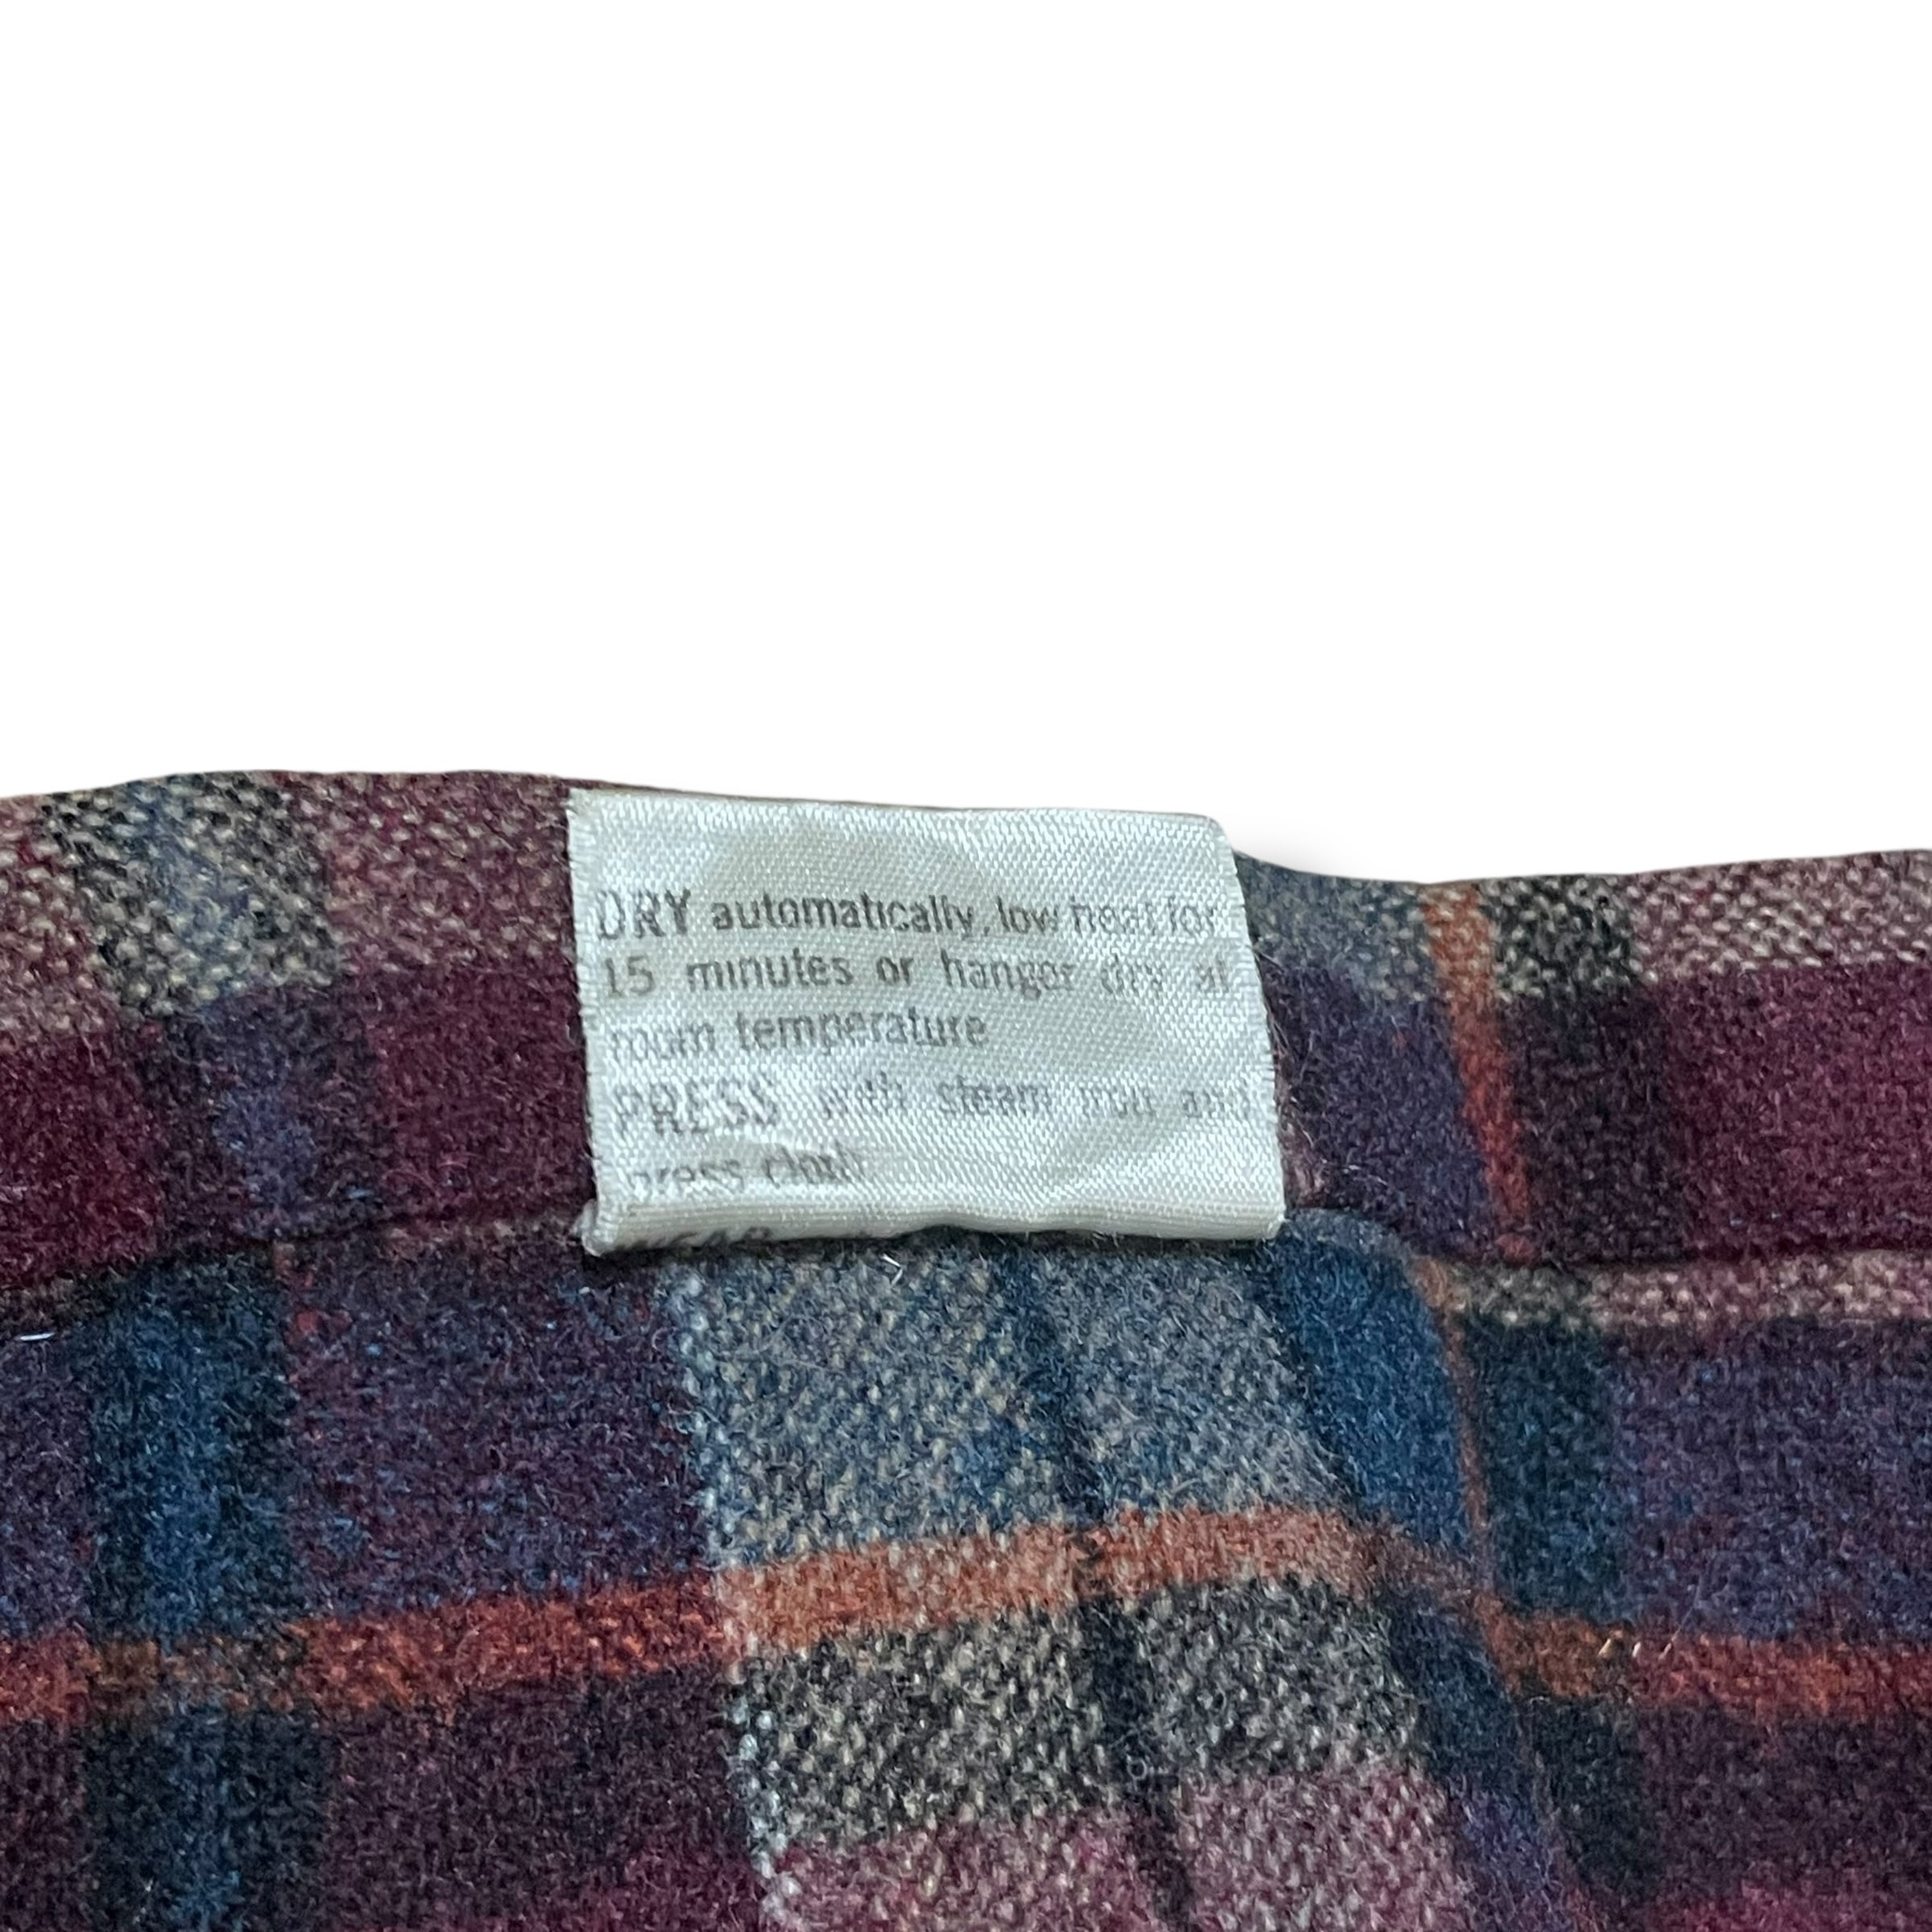 DRY automatically, low heat for
15 minutes or hanger dry at
room temperature
PRESS with steam iron and
press cloth